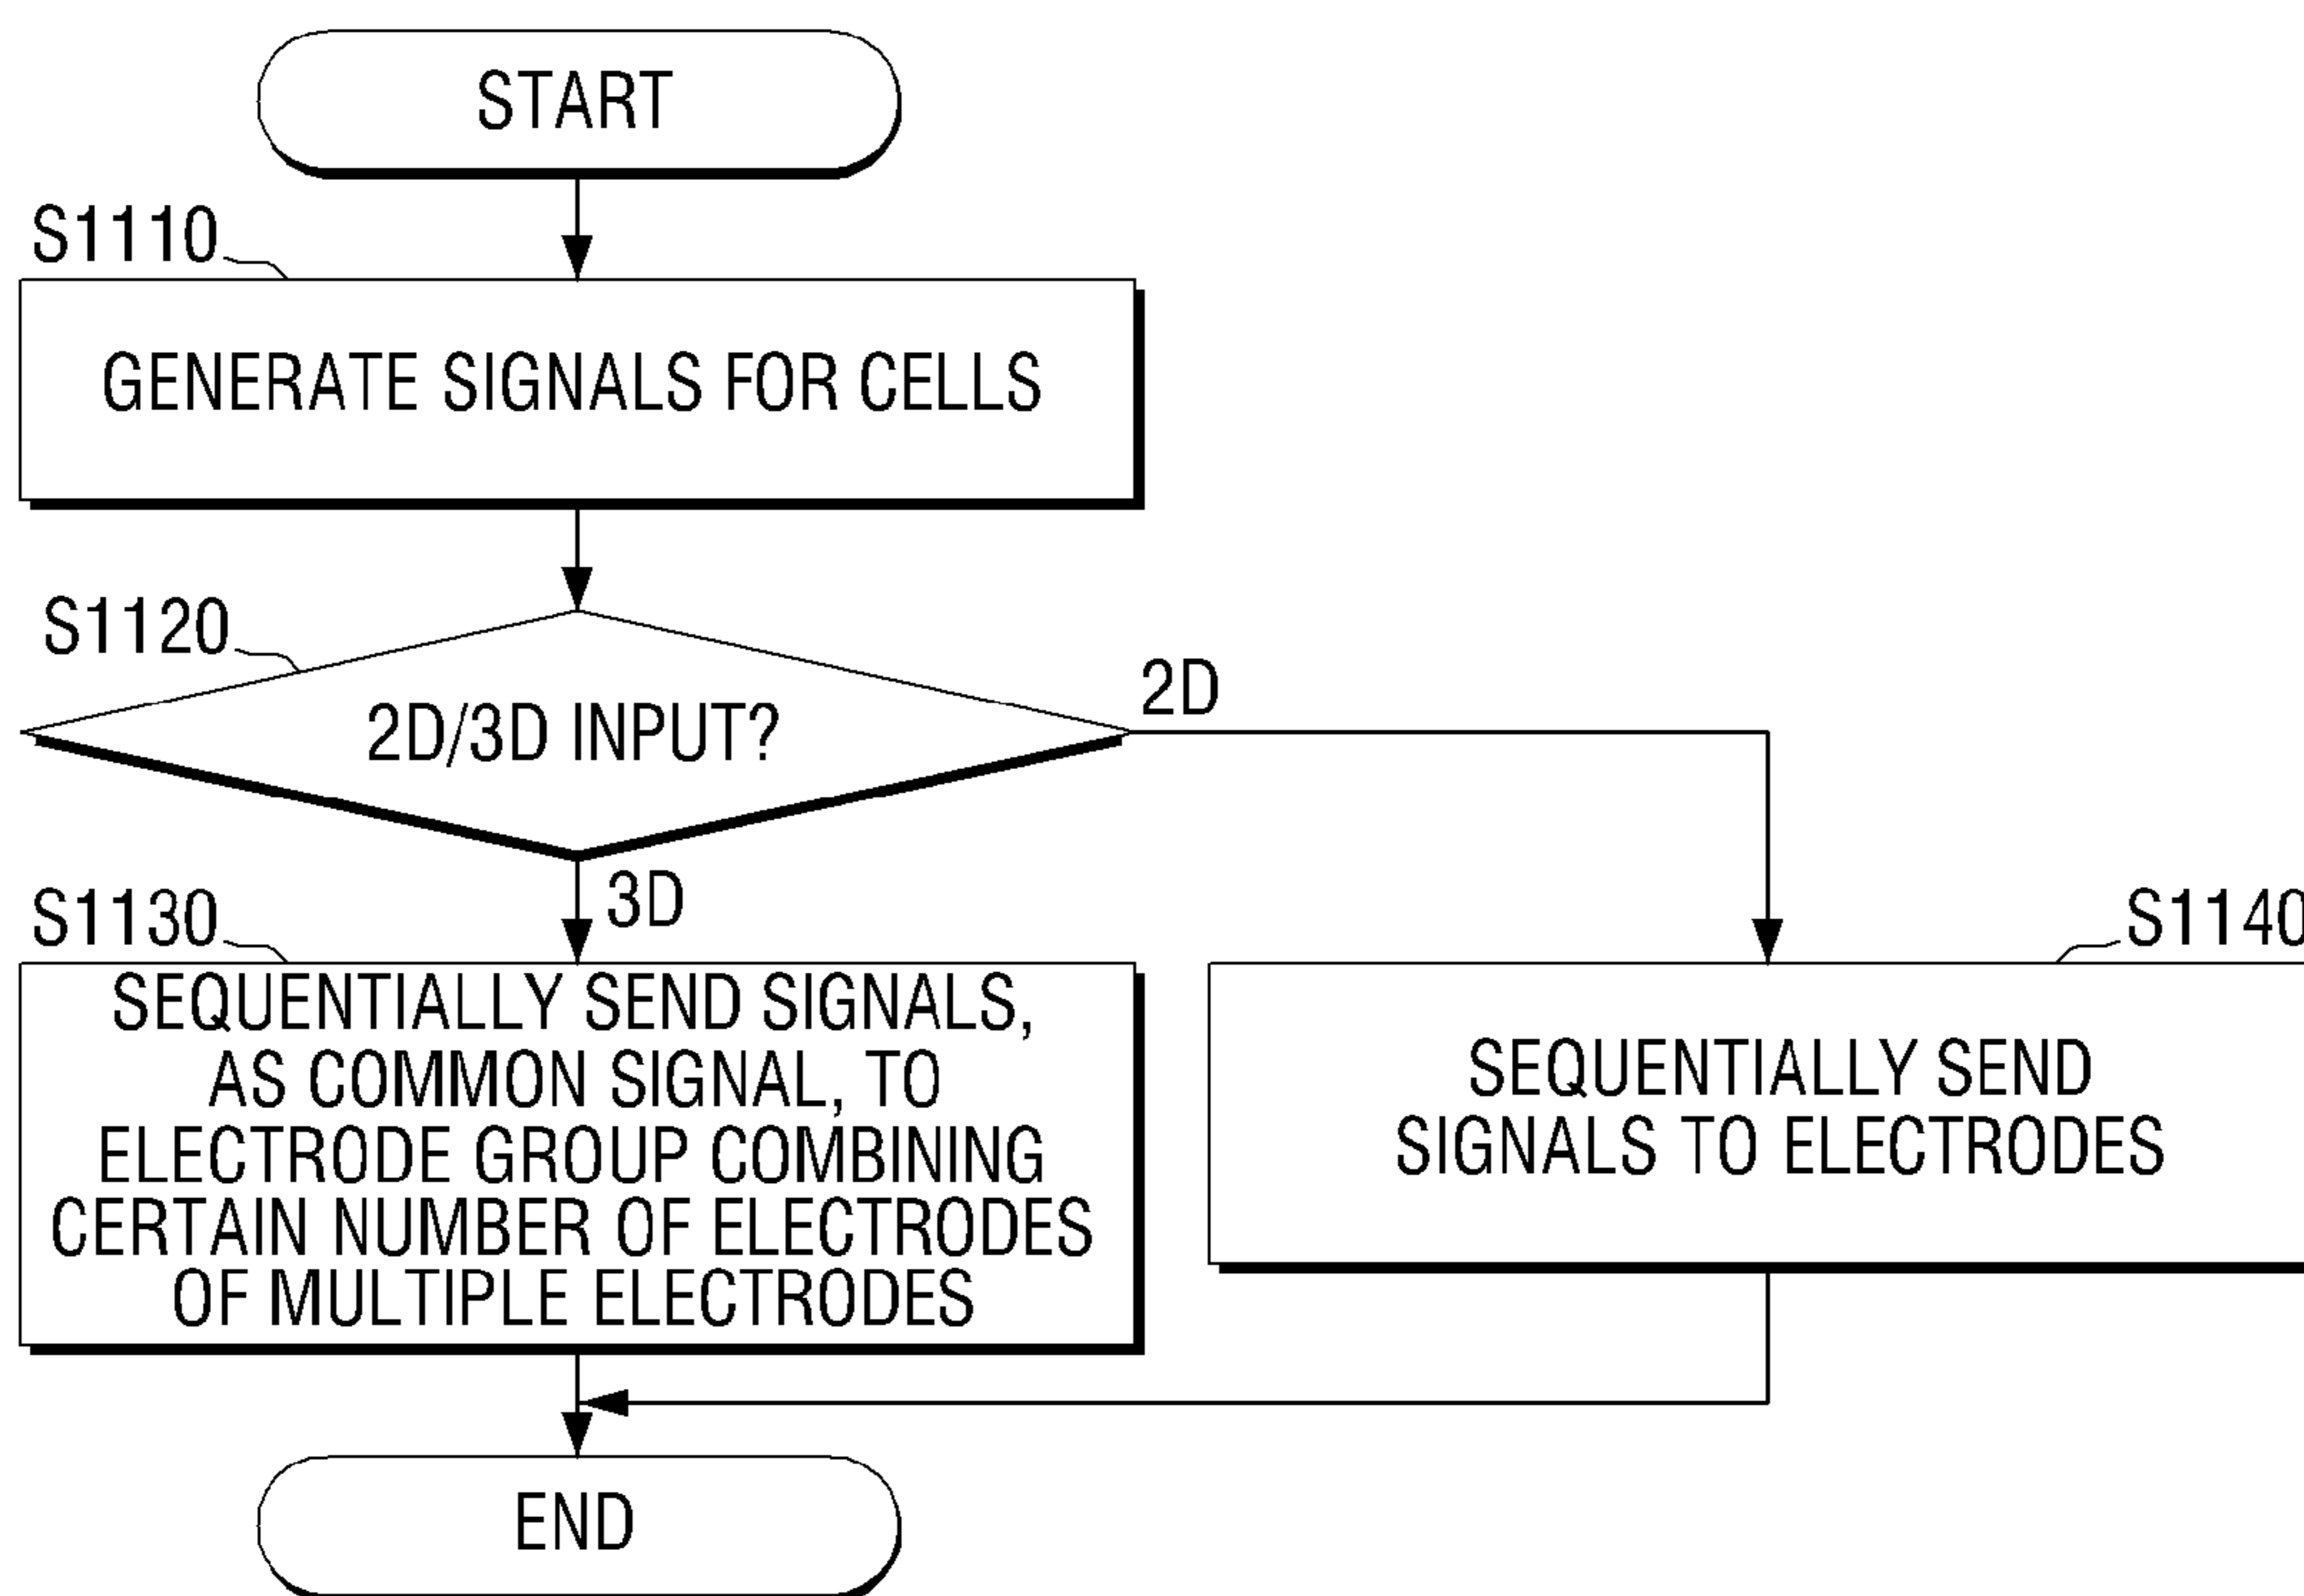 START
S1110
GENERATE SIGNALS FOR CELLS
S1120
2D/3D INPUT?
2D
3D
S1130
SEQUENTIALLY SEND SIGNALS,
AS COMMON SIGNAL, TO
ELECTRODE GROUP COMBINING
CERTAIN NUMBER OF ELECTRODES
OF MULTIPLE ELECTRODES
S1140
SEQUENTIALLY SEND
SIGNALS TO ELECTRODES
END